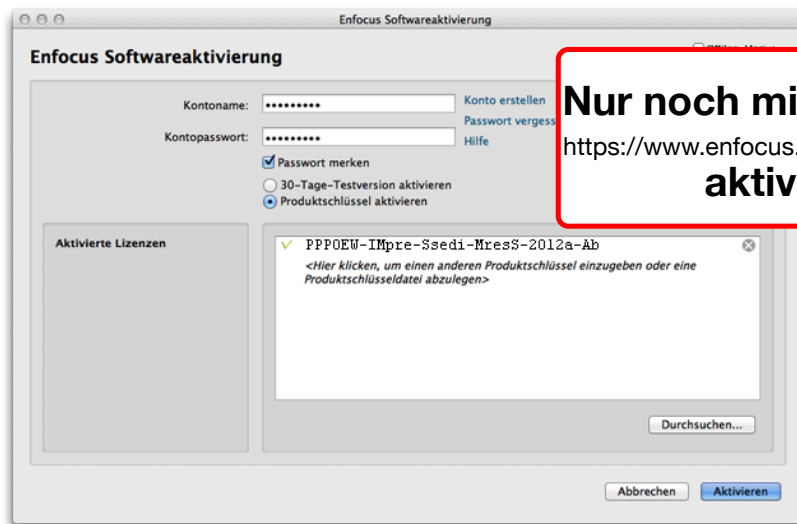 Enfocus Softwareaktivierung
Enfocus Softwareaktivierung
Kontoname: •••••••••
Konto erstellen
Passwort vergess
Kontopasswort: •••••••••
Hilfe
Passwort merken
30-Tage-Testversion aktivieren
Produktschlüssel aktivieren
Nur noch mi
https://www.enfocus.
aktiv
Aktivierte Lizenzen
PPPOEW-IMpre-Ssedi-MresS-2012a-Ab
<Hier klicken, um einen anderen Produktschlüssel einzugeben oder eine
Produktschlüsseldatei abzulegen>
Durchsuchen...
Abbrechen
Aktivieren